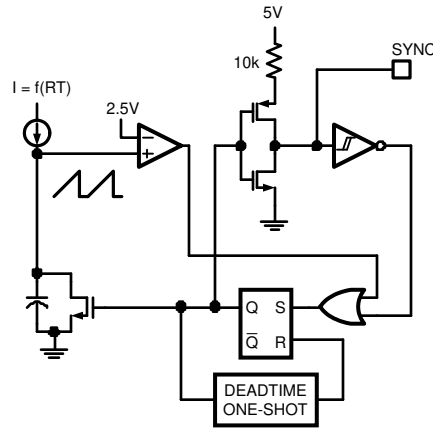 5V
SYNC
10k
I = f(RT)
2.5V
−
+
Q S
Q̅ R
DEADTIME
ONE-SHOT